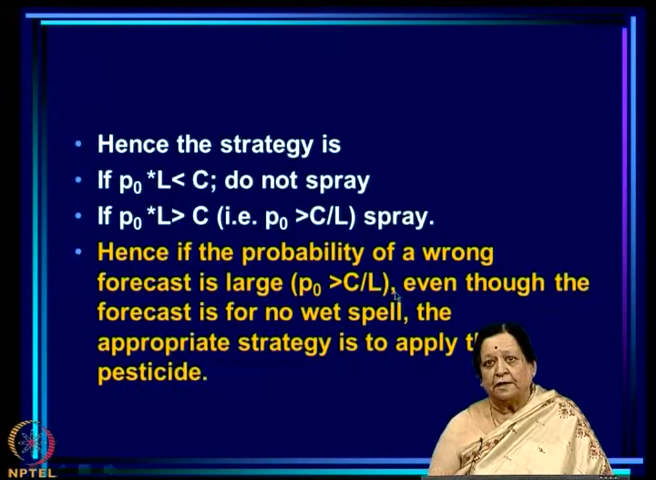 • Hence the strategy is
• If p₀ *L< C; do not spray
• If p₀ *L> C (i.e. p₀ >C/L) spray.
• Hence if the probability of a wrong
forecast is large (p₀ >C/L), even though the
forecast is for no wet spell, the
appropriate strategy is to apply
pesticide.
NPTEL